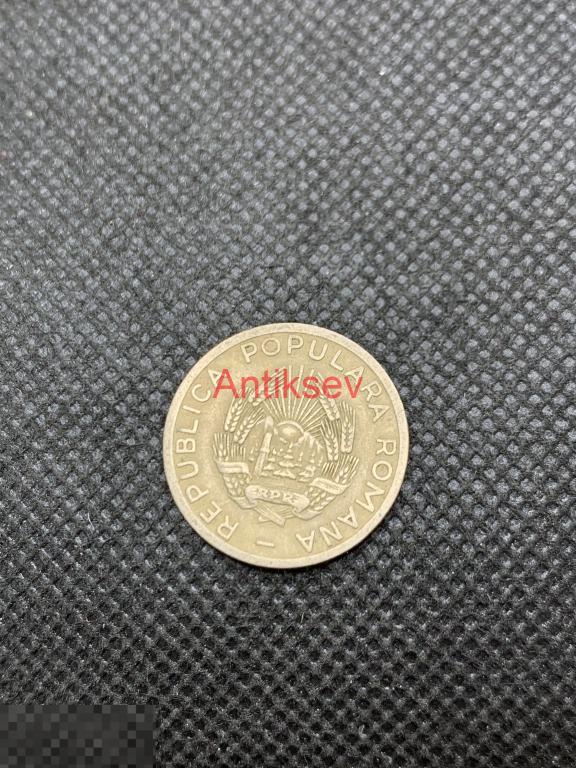 REPUBLICA POPULARA ROMANA
Antiksev
RPR